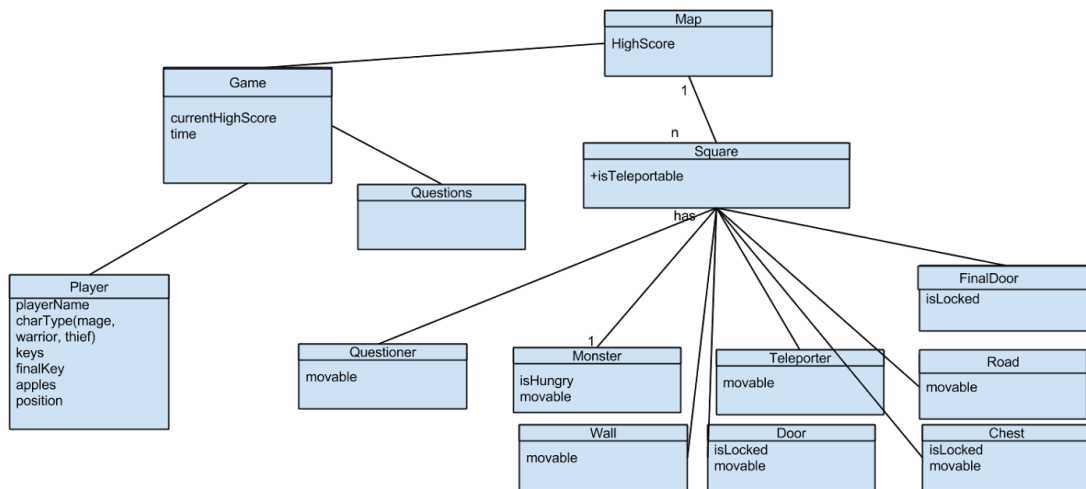 Map
HighScore
Game
currentHighScore
time
1
n
Square
+isTeleportable
Questions
has
Player
playerName
charType(mage,
warrior, thief)
keys
finalKey
apples
position
FinalDoor
isLocked
Questioner
movable
1
Monster
isHungry
movable
Teleporter
movable
Road
movable
Wall
movable
Door
isLocked
movable
Chest
isLocked
movable